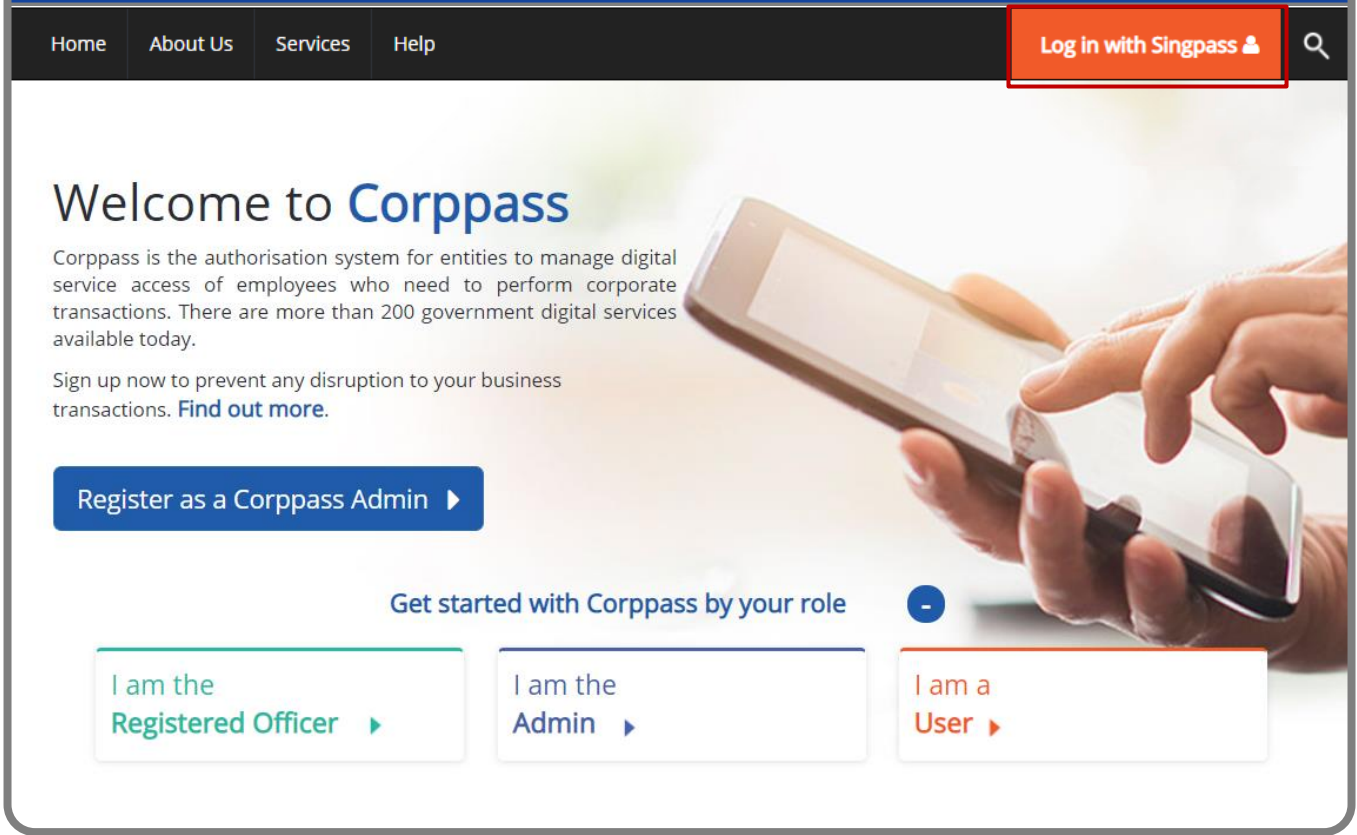 Home About Us Services Help Log in with Singpass
Welcome to Corppass
Corppass is the authorisation system for entities to manage digital
service access of employees who need to perform corporate
transactions. There are more than 200 government digital services
available today.
Sign up now to prevent any disruption to your business
transactions. Find out more.
Register as a Corppass Admin
Get started with Corppass by your role -
I am the
Registered Officer
I am the
Admin
I am a
User